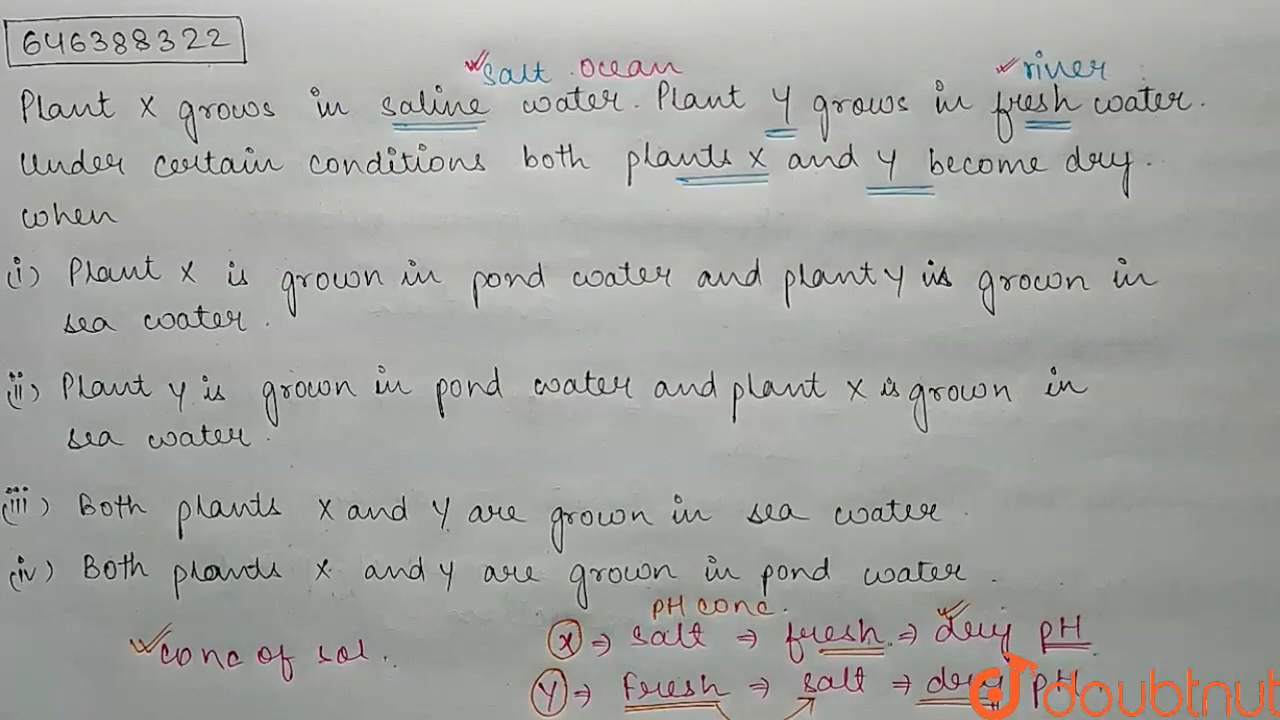 646388322
salt ocean river
Plant X grows in saline water. Plant Y grows in fresh water.
Under certain conditions both plants X and Y become dry.
when
(i) Plant X is grown in pond water and plant Y is grown in
sea water.
(ii) Plant Y is grown in pond water and plant X is grown in
sea water.
(iii) Both plants X and Y are grown in sea water.
(iv) Both plants X and Y are grown in pond water.
PH conc.
conc of sol.. X ⇒ salt ⇒ fresh ⇒ dry PH
Y ⇒ Fresh ⇒ salt ⇒ dry PH.
doubtnut